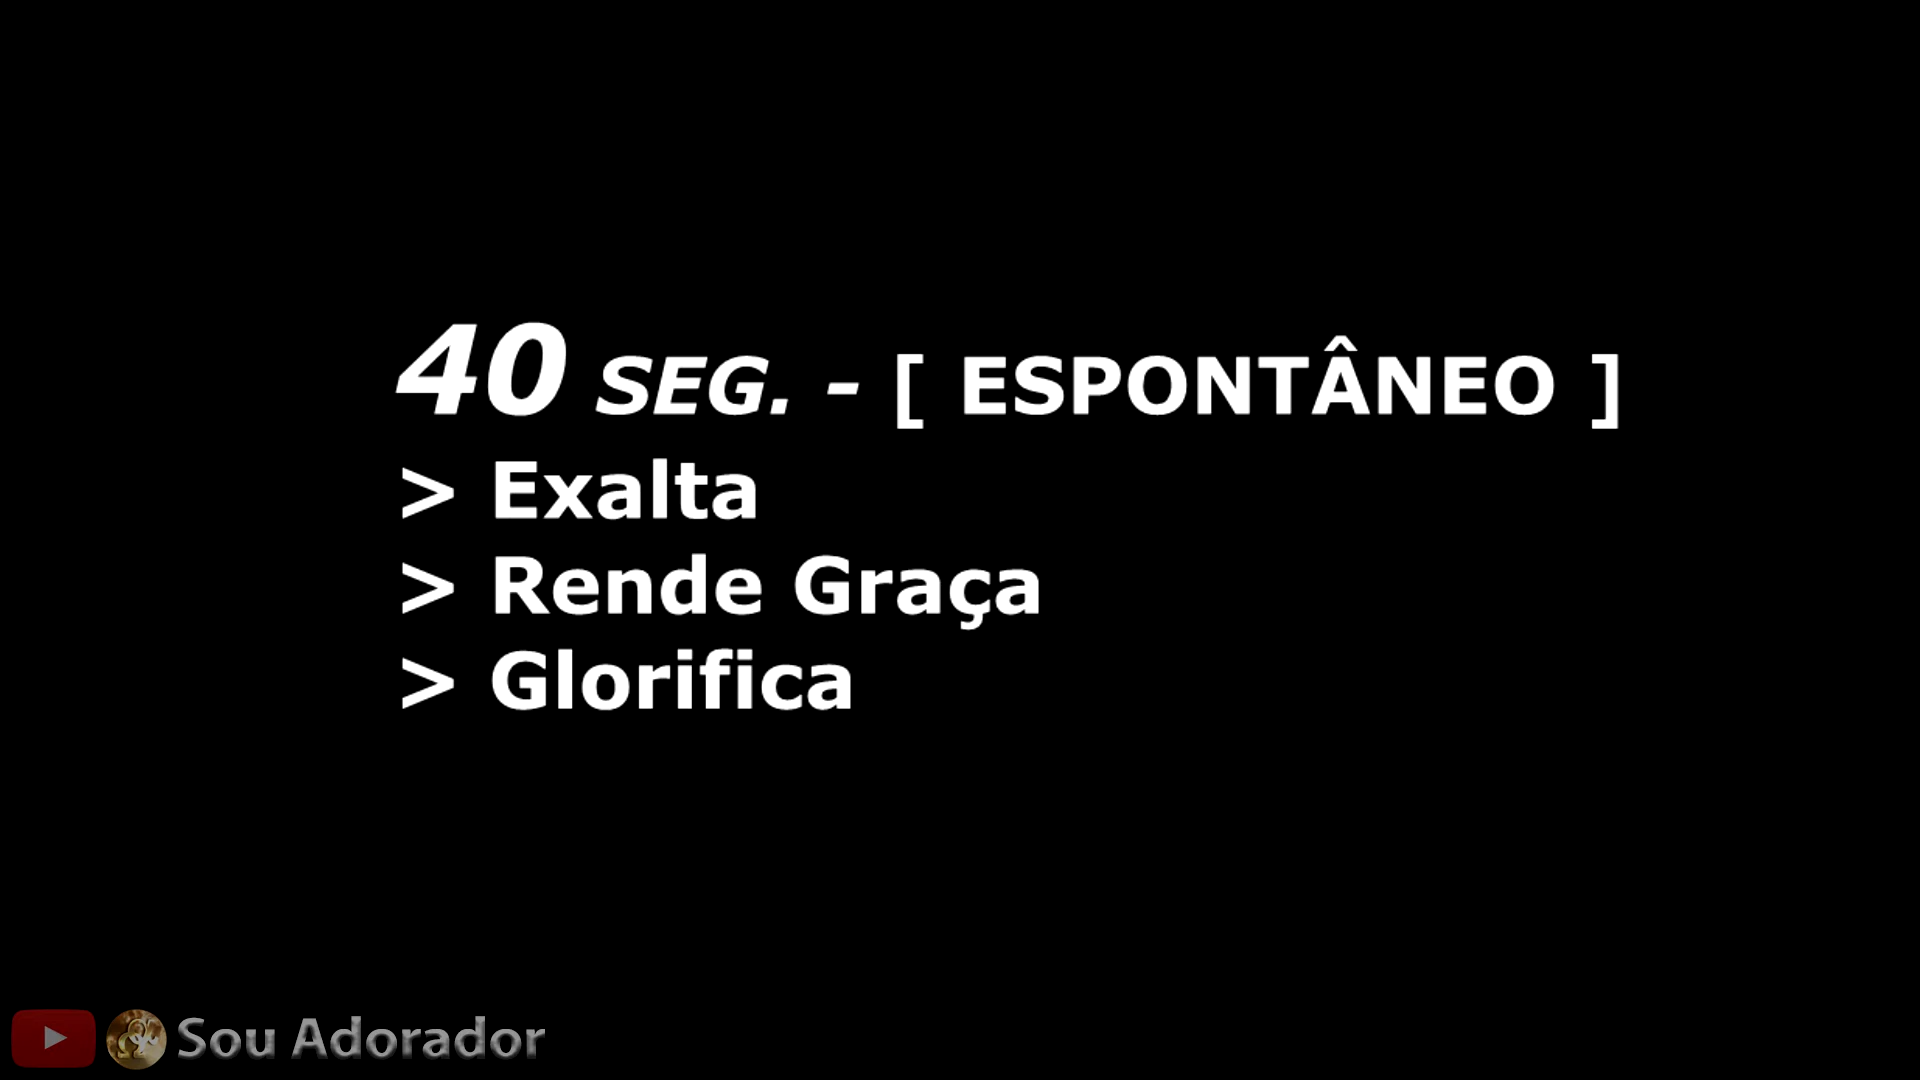 40 SEG. - [ ESPONTÂNEO ]
> Exalta
> Rende Graça
> Glorifica
Sou Adorador